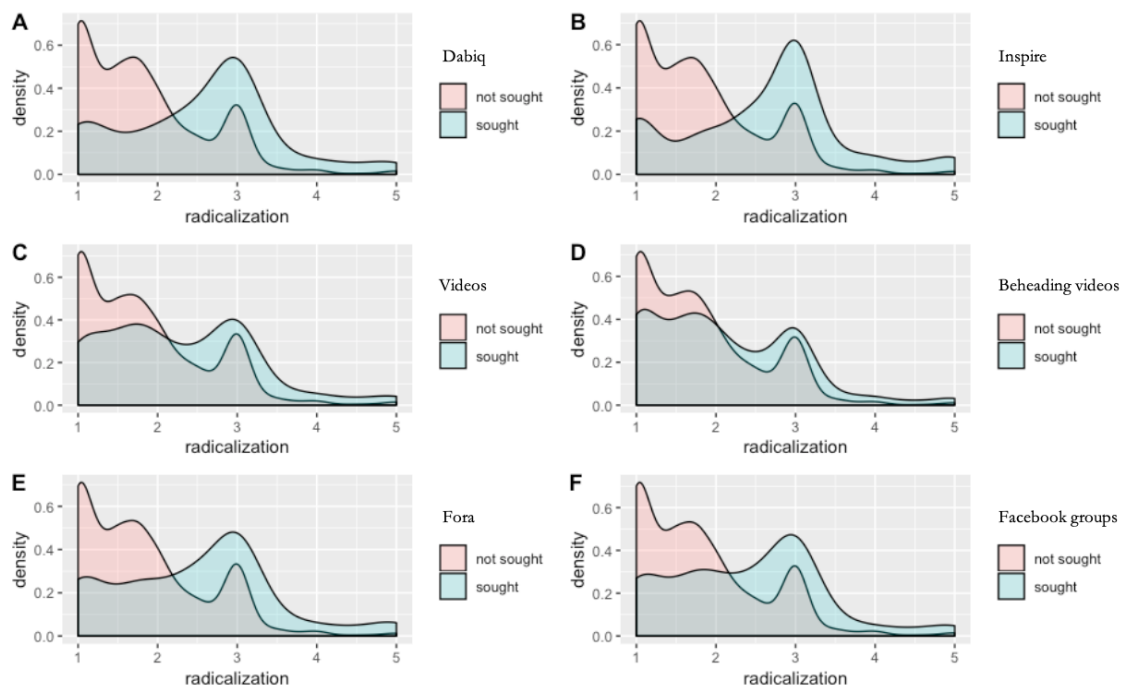 A
Dabiq
not sought
sought
density
0.6
0.4
0.2
0.0
1 2 3 4 5
radicalization
B
Inspire
not sought
sought
density
0.6
0.4
0.2
0.0
1 2 3 4 5
radicalization
C
Videos
not sought
sought
density
0.6
0.4
0.2
0.0
1 2 3 4 5
radicalization
D
Beheading videos
not sought
sought
density
0.6
0.4
0.2
0.0
1 2 3 4 5
radicalization
E
Fora
not sought
sought
density
0.6
0.4
0.2
0.0
1 2 3 4 5
radicalization
F
Facebook groups
not sought
sought
density
0.6
0.4
0.2
0.0
1 2 3 4 5
radicalization